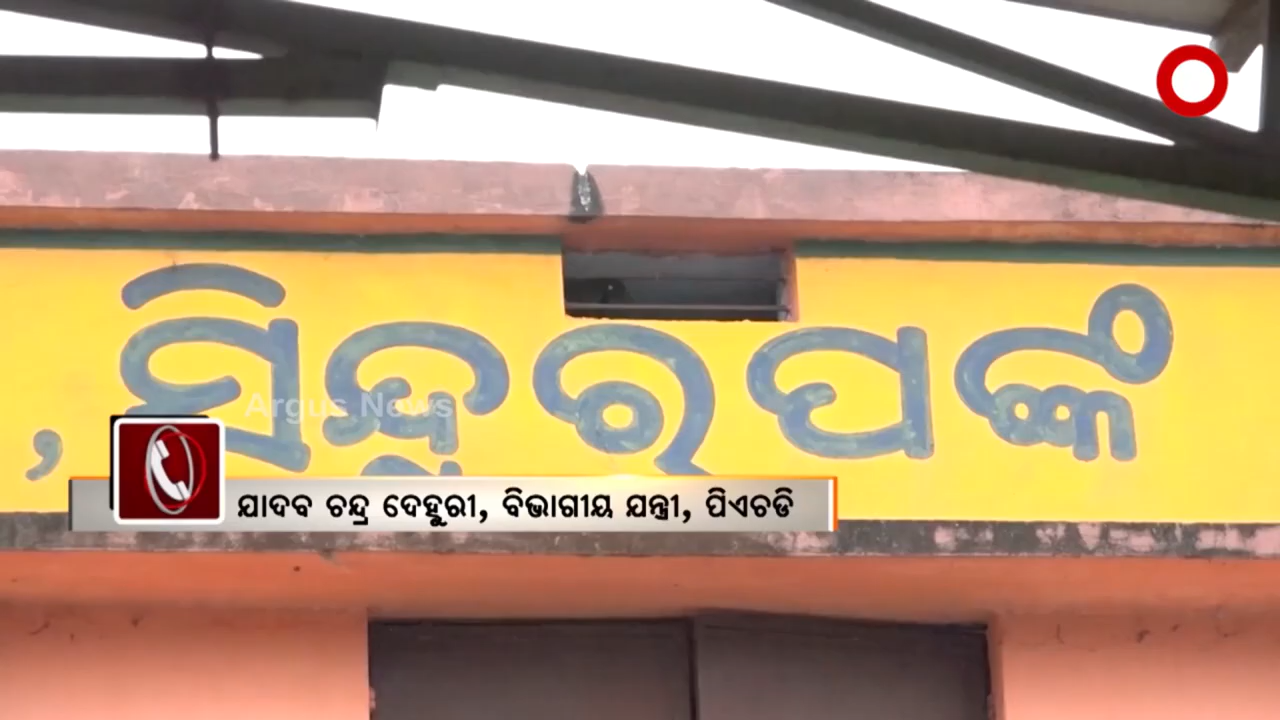 , ସିନ୍ଦୁରପଙ୍କ
Argus News
ଯାଦବ ଚନ୍ଦ୍ର ଦେହୁରୀ, ବିଭାଗୀୟ ଯନ୍ତ୍ରୀ, ପିଏଚଡି